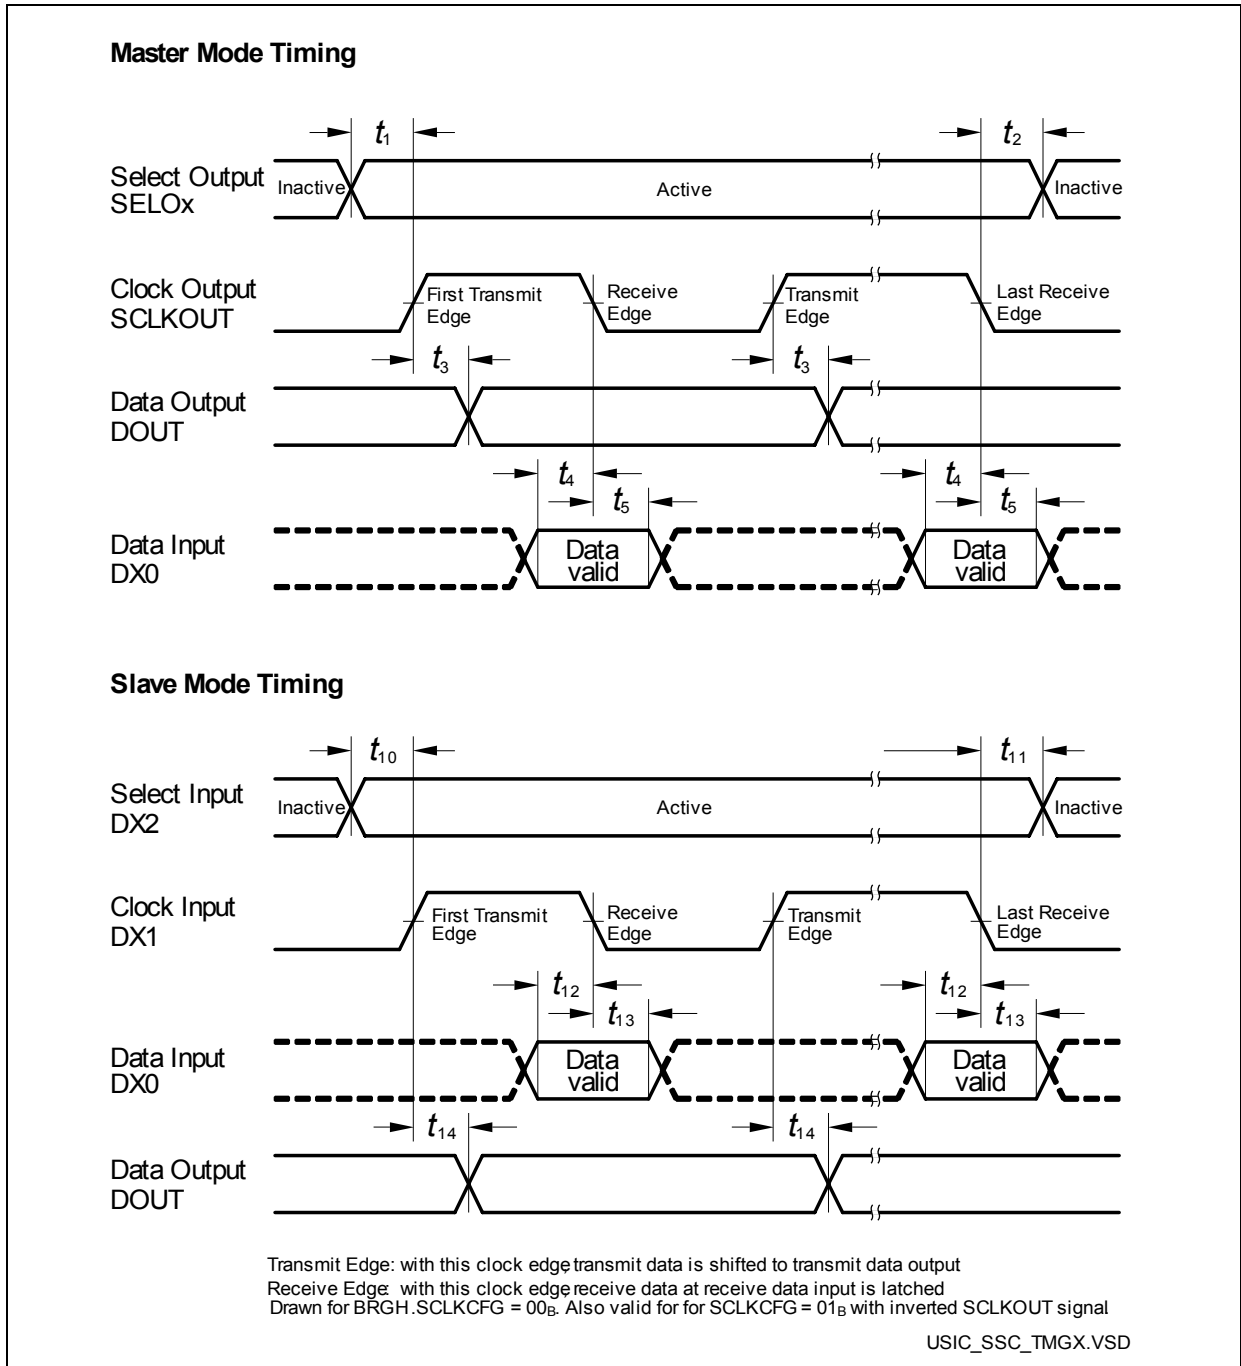 Master Mode Timing
t1
t2
Select Output
SELOx
Inactive
Active
Inactive
Clock Output
SCLKOUT
First Transmit
Edge
Receive
Edge
Transmit
Edge
Last Receive
Edge
t3
t3
Data Output
DOUT
t4
t5
t4
t5
Data Input
DX0
Data
valid
Data
valid
Slave Mode Timing
t10
t11
Select Input
DX2
Inactive
Active
Inactive
Clock Input
DX1
First Transmit
Edge
Receive
Edge
Transmit
Edge
Last Receive
Edge
t12
t13
t12
t13
Data Input
DX0
Data
valid
Data
valid
t14
t14
Data Output
DOUT
Transmit Edge: with this clock edge, transmit data is shifted to transmit data output
Receive Edge: with this clock edge, receive data at receive data input is latched
Drawn for BRGH.SCLKCFG = 00B. Also valid for for SCLKCFG = 01B with inverted SCLKOUT signal.
USIC_SSC_TMGX.VSD